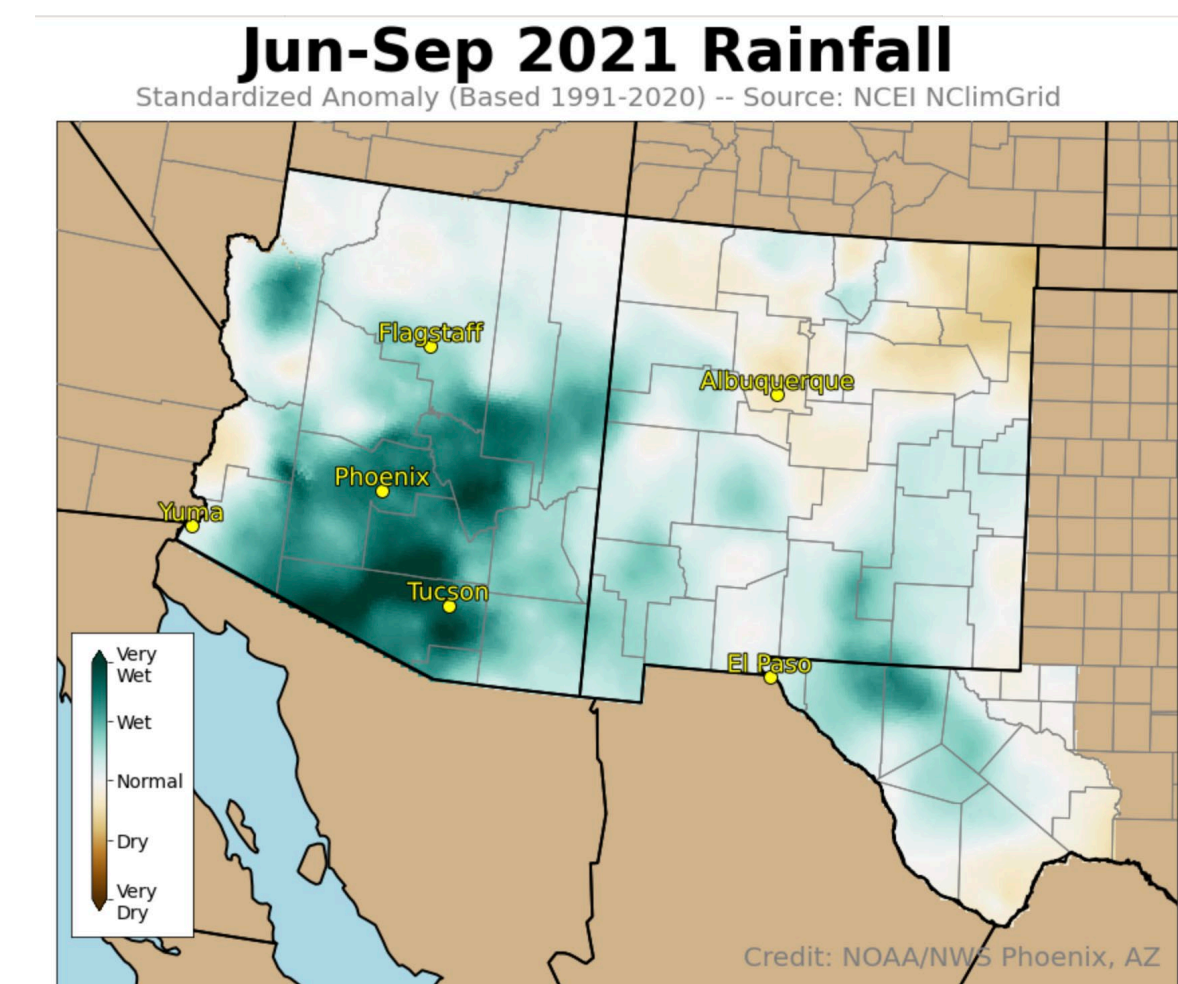 Jun-Sep 2021 Rainfall
Standardized Anomaly (Based 1991-2020) -- Source: NCEI NClimGrid
Flagstaff
Albuquerque
Phoenix
Yuma
Tucson
El Paso
Very
Wet
Wet
Normal
Dry
Very
Dry
Credit: NOAA/NWS Phoenix, AZ